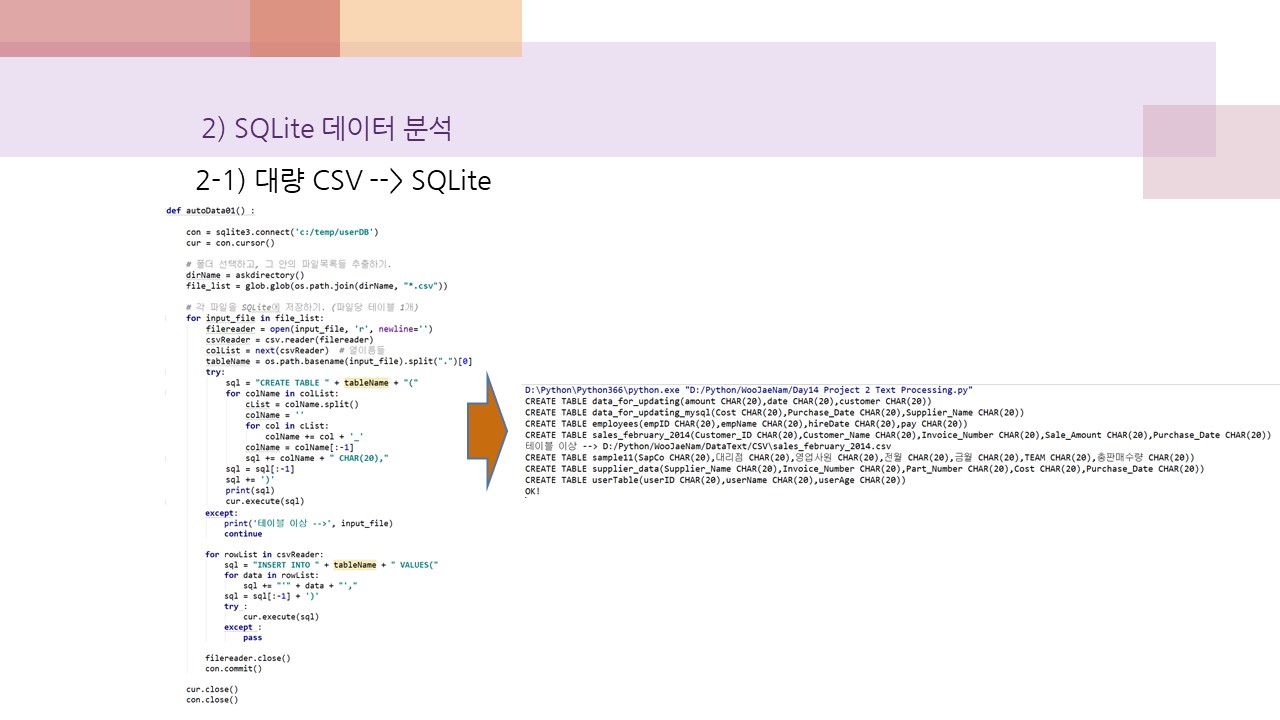 2) SQLite 데이터 분석
2-1) 대량 CSV --> SQLite
def autoData01() :
con = sqlite3.connect('c:/temp/userDB')
cur = con.cursor()
# 폴더 선택하고, 그 안의 파일목록들 추출하기.
dirName = askdirectory()
file_list = glob.glob(os.path.join(dirName, "*.csv"))
# 각 파일을 SQLite에 저장하기. (파일당 테이블 1개)
for input_file in file_list:
filereader = open(input_file, 'r', newline='')
csvReader = csv.reader(filereader)
colList = next(csvReader)  # 열이름들
tableName = os.path.basename(input_file).split(".")[0]
try:
sql = "CREATE TABLE " + tableName + "("
for colName in colList:
cList = colName.split()
colName = ''
for col in cList:
colName += col + '_'
colName = colName[:-1]
sql += colName + " CHAR(20),"
sql = sql[:-1]
sql += ')'
print(sql)
cur.execute(sql)
except:
print('테이블 이상 -->', input_file)
continue
for rowList in csvReader:
sql = "INSERT INTO " + tableName + " VALUES("
for data in rowList:
sql += "'" + data + "',"
sql = sql[:-1] + ')'
try :
cur.execute(sql)
except :
pass
filereader.close()
con.commit()
cur.close()
con.close()
D:\Python\Python366\python.exe "D:/Python/WooJaeNam/Day14 Project 2 Text Processing.py"
CREATE TABLE data_for_updating(amount CHAR(20),date CHAR(20),customer CHAR(20))
CREATE TABLE data_for_updating_mysql(Cost CHAR(20),Purchase_Date CHAR(20),Supplier_Name CHAR(20))
CREATE TABLE employees(empID CHAR(20),empName CHAR(20),hireDate CHAR(20),pay CHAR(20))
CREATE TABLE sales_february_2014(Customer_ID CHAR(20),Customer_Name CHAR(20),Invoice_Number CHAR(20),Sale_Amount CHAR(20),Purchase_Date CHAR(20))
테이블 이상 --> D:/Python/WooJaeNam/DataText/CSV\sales_february_2014.csv
CREATE TABLE sample11(SapCo CHAR(20),대리점 CHAR(20),영업사원 CHAR(20),전월 CHAR(20),금월 CHAR(20),TEAM CHAR(20),총판매수량 CHAR(20))
CREATE TABLE supplier_data(Supplier_Name CHAR(20),Invoice_Number CHAR(20),Part_Number CHAR(20),Cost CHAR(20),Purchase_Date CHAR(20))
CREATE TABLE userTable(userID CHAR(20),userName CHAR(20),userAge CHAR(20))
OK!